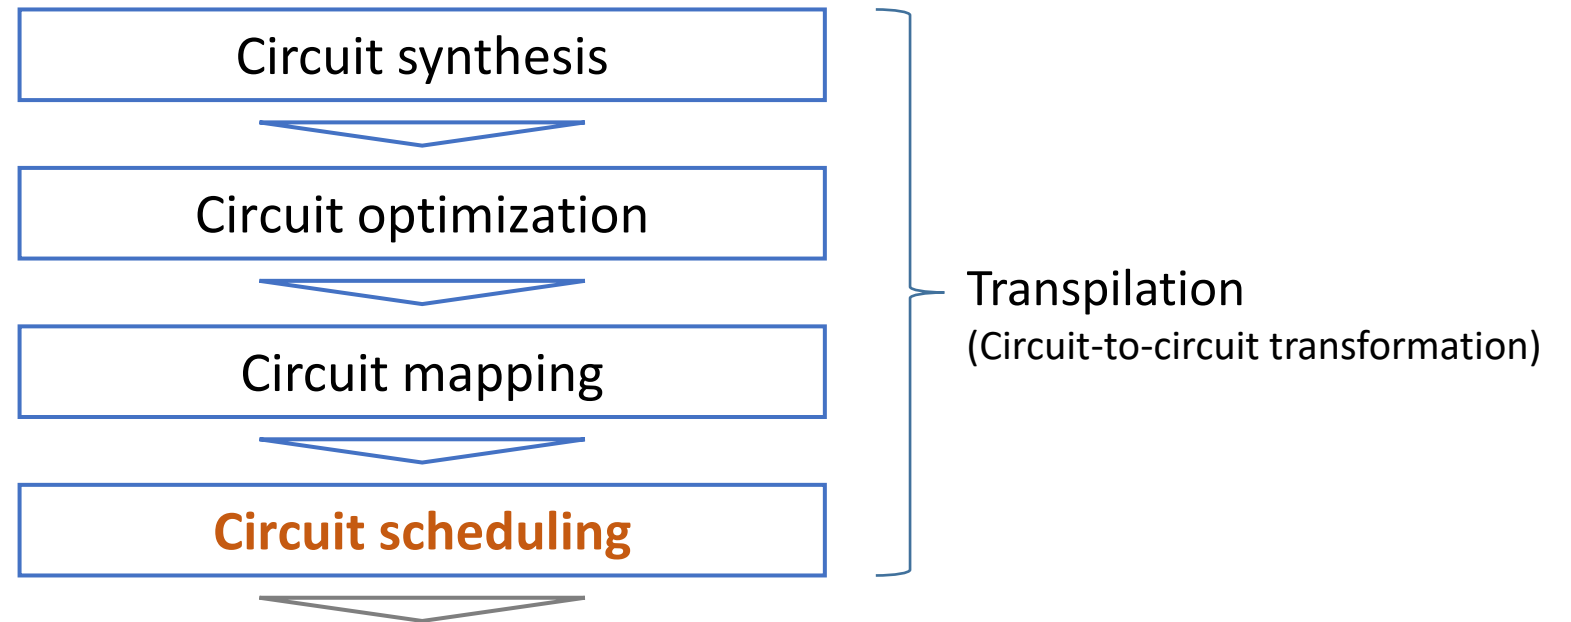 Circuit synthesis
Circuit optimization
Circuit mapping
Circuit scheduling
Transpilation
(Circuit-to-circuit transformation)